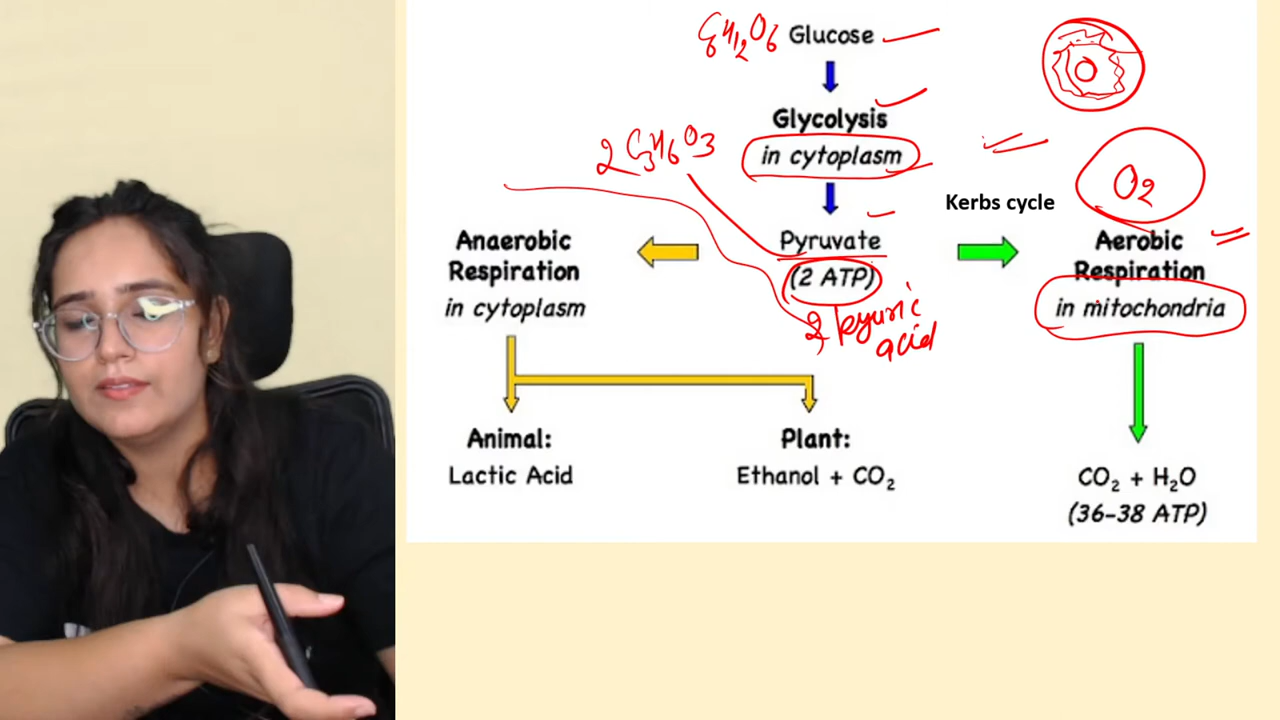 C6H12O6 Glucose
Glycolysis
in cytoplasm
2 C3H6O3
Kerbs cycle
O2
Pyruvate
(2 ATP)
2 pyuric
acid
Anaerobic
Respiration
in cytoplasm
Aerobic
Respiration
in mitochondria
Animal:
Lactic Acid
Plant:
Ethanol + CO₂
CO₂ + H₂O
(36-38 ATP)